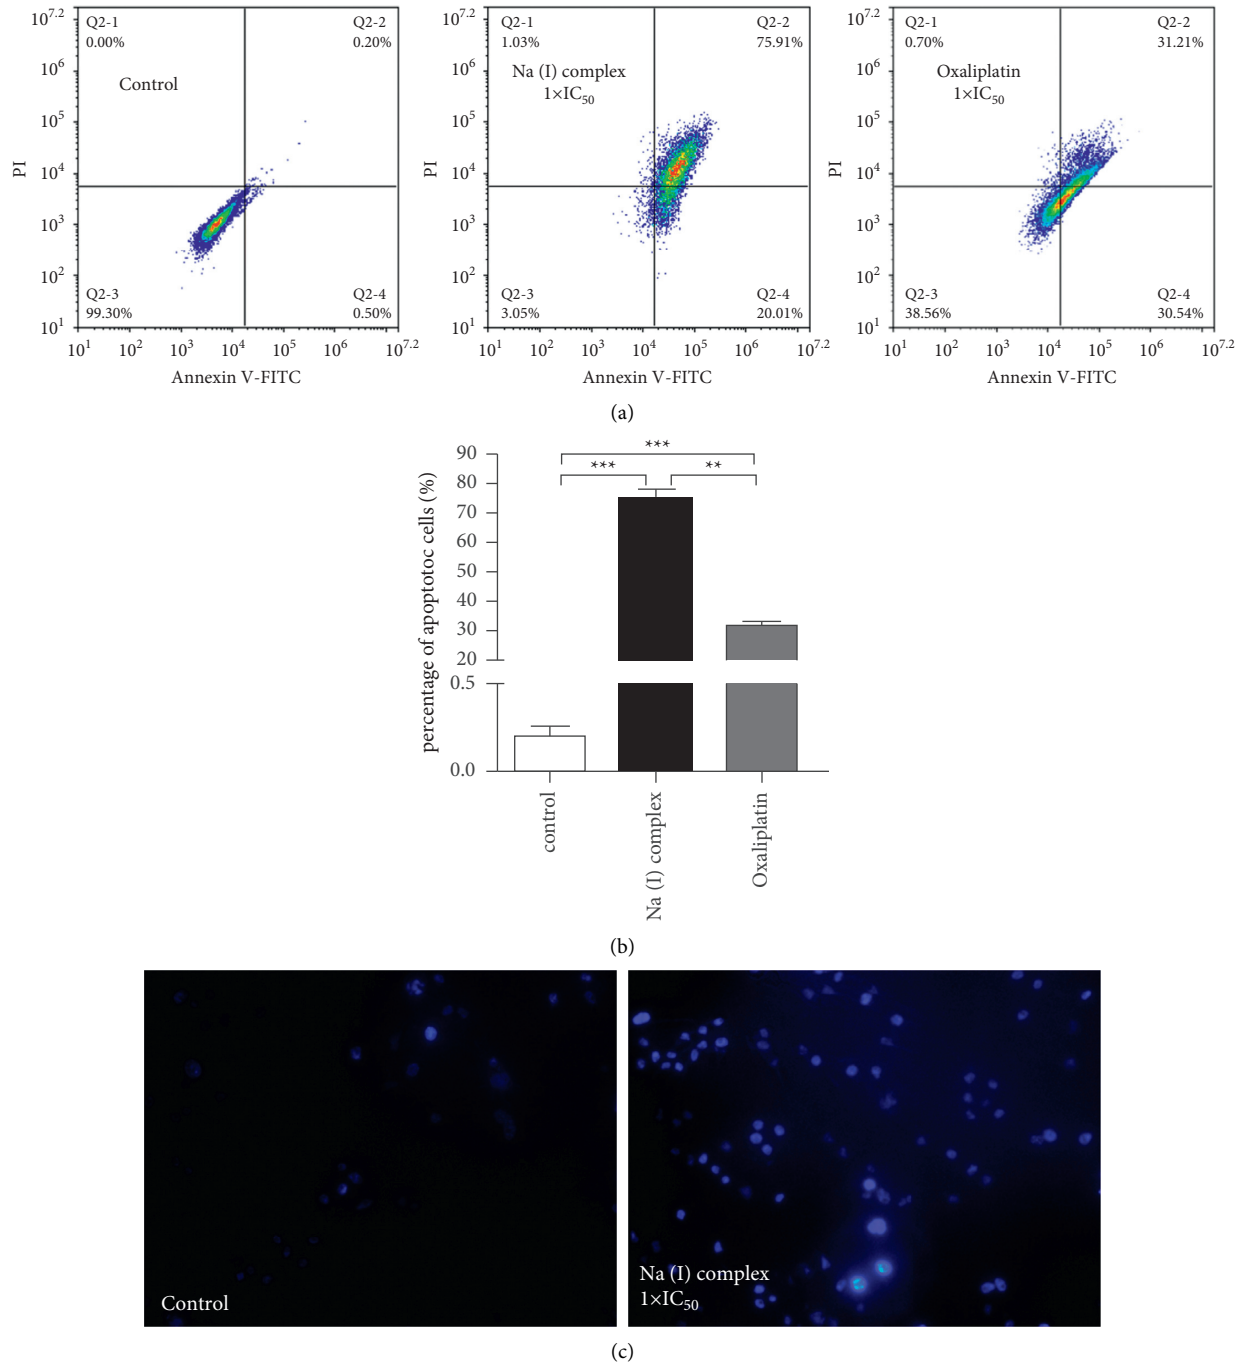 Q2-1 Q2-2
0.00% 0.20%
Control
10^7.2
10^6
10^5
10^4
10^3
10^2
10^1
PI
Q2-3 Q2-4
99.30% 0.50%
10^1 10^2 10^3 10^4 10^5 10^6 10^7.2
Annexin V-FITC
Q2-1 Q2-2
1.03% 75.91%
Na (I) complex
1×IC50
10^7.2
10^6
10^5
10^4
10^3
10^2
10^1
PI
Q2-3 Q2-4
3.05% 20.01%
10^1 10^2 10^3 10^4 10^5 10^6 10^7.2
Annexin V-FITC
Q2-1 Q2-2
0.70% 31.21%
Oxaliplatin
1×IC50
10^7.2
10^6
10^5
10^4
10^3
10^2
10^1
PI
Q2-3 Q2-4
38.56% 30.54%
10^1 10^2 10^3 10^4 10^5 10^6 10^7.2
Annexin V-FITC
(a)
percentage of apoptotoc cells (%)
90
80
70
60
50
40
30
20
0.5
0.0
***
*** **
control
Na (I) complex
Oxaliplatin
(b)
Control
Na (I) complex
1×IC50
(c)